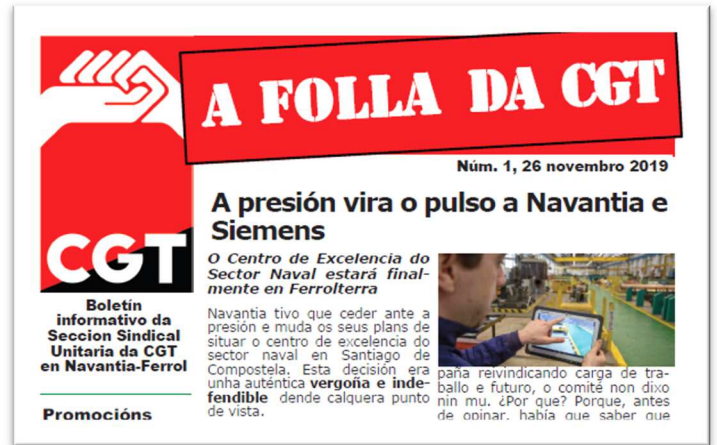 A FOLLA DA CGT
Núm. 1, 26 novembro 2019
CGT
Boletín
informativo da
Seccion Sindical
Unitaria da CGT
en Navantia-Ferrol
Promocións
A presión vira o pulso a Navantia e
Siemens
O Centro de Excelencia do
Sector Naval estará final-
mente en Ferrolterra
Navantia tivo que ceder ante a
presión e muda os seus plans de
situar o centro de excelencia do
sector naval en Santiago de
Compostela. Esta decisión era
unha auténtica vergoña e inde-
fendible dende calquera punto
de vista.
paña reivindicando carga de tra-
ballo e futuro, o comité non dixo
nin mu. ¿Por que? Porque, antes
de opinar, había que saber que